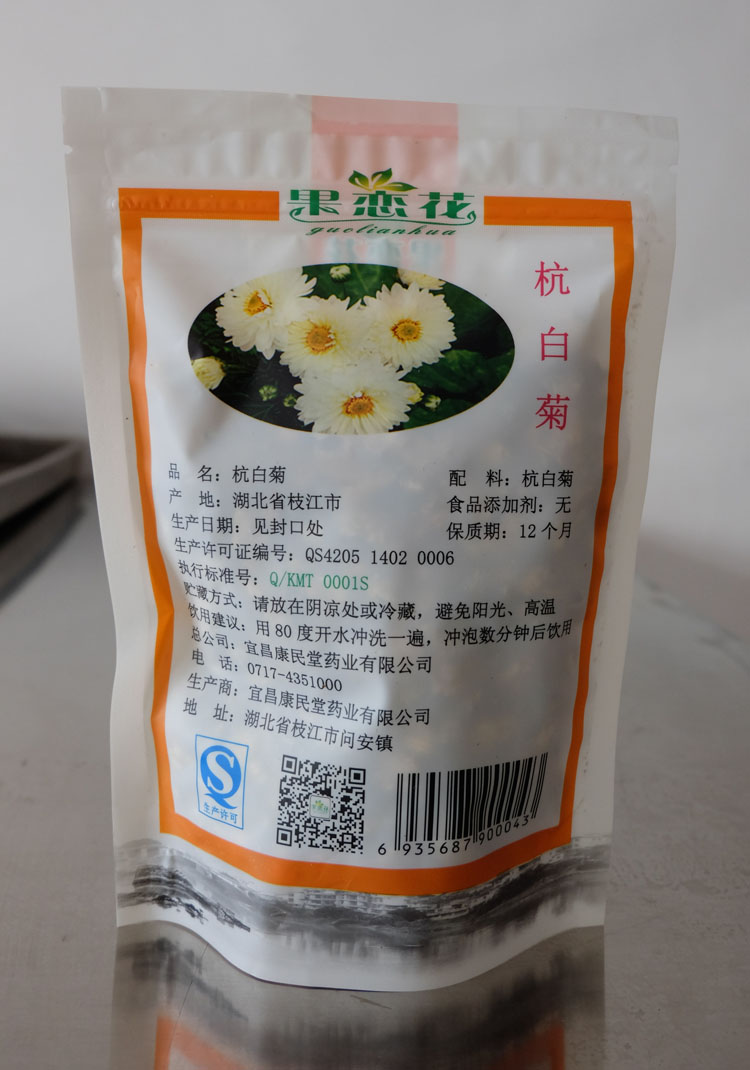 果恋花
guolianhua
杭白菊
品 名：杭白菊
配 料：杭白菊
产 地：湖北省枝江市
食品添加剂：无
生产日期：见封口处
保质期：12个月
生产许可证编号：QS4205 1402 0006
执行标准号：Q/KMT 0001S
贮藏方式：请放在阴凉处或冷藏，避免阳光、高温
饮用建议：用80度开水冲洗一遍，冲泡数分钟后饮用
总公司：宜昌康民堂药业有限公司
电 话：0717-4351000
生产商：宜昌康民堂药业有限公司
地 址：湖北省枝江市问安镇
生产许可
6 935687 900043